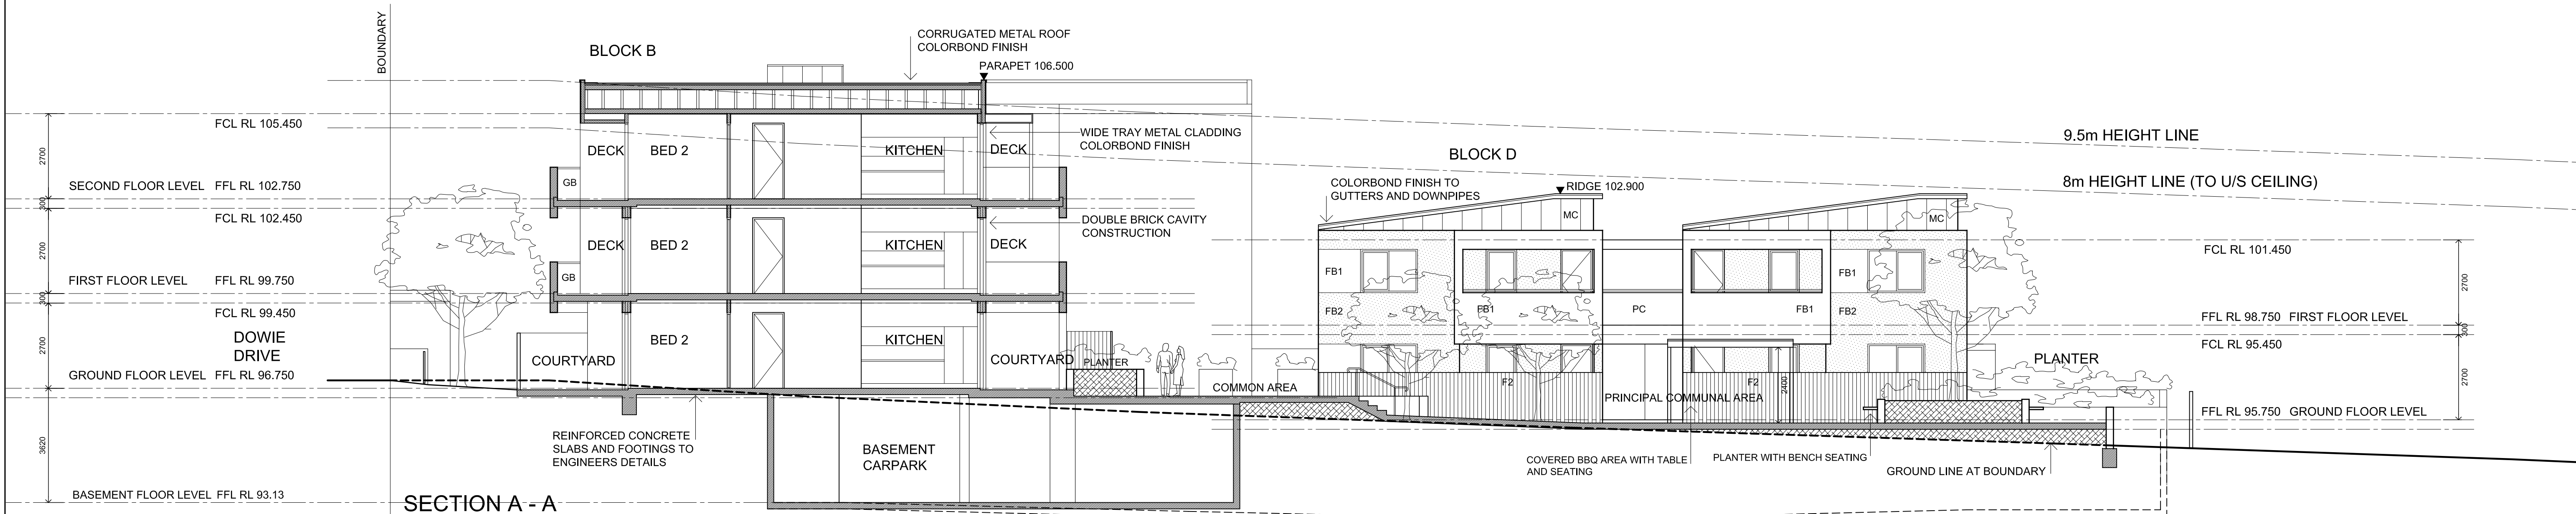 BOUNDARY
BLOCK B
CORRUGATED METAL ROOF
COLORBOND FINISH
PARAPET 106.500
FCL RL 105.450
2700
DECK
BED 2
KITCHEN
DECK
WIDE TRAY METAL CLADDING
COLORBOND FINISH
GB
SECOND FLOOR LEVEL FFL RL 102.750
300
FCL RL 102.450
2700
DECK
BED 2
KITCHEN
DECK
DOUBLE BRICK CAVITY
CONSTRUCTION
GB
FIRST FLOOR LEVEL FFL RL 99.750
300
FCL RL 99.450
2700
DOWIE
DRIVE
COURTYARD
BED 2
KITCHEN
COURTYARD
PLANTER
GROUND FLOOR LEVEL FFL RL 96.750
COMMON AREA
3620
REINFORCED CONCRETE
SLABS AND FOOTINGS TO
ENGINEERS DETAILS
BASEMENT
CARPARK
BASEMENT FLOOR LEVEL FFL RL 93.13
SECTION A - A
9.5m HEIGHT LINE
8m HEIGHT LINE (TO U/S CEILING)
BLOCK D
COLORBOND FINISH TO
GUTTERS AND DOWNPIPES
RIDGE 102.900
MC
MC
FCL RL 101.450
FB1
FB1
2700
FB2
FB1
PC
FB1
FB2
FFL RL 98.750 FIRST FLOOR LEVEL
300
FCL RL 95.450
PLANTER
2700
F2
F2
2400
PRINCIPAL COMMUNAL AREA
FFL RL 95.750 GROUND FLOOR LEVEL
COVERED BBQ AREA WITH TABLE
AND SEATING
PLANTER WITH BENCH SEATING
GROUND LINE AT BOUNDARY